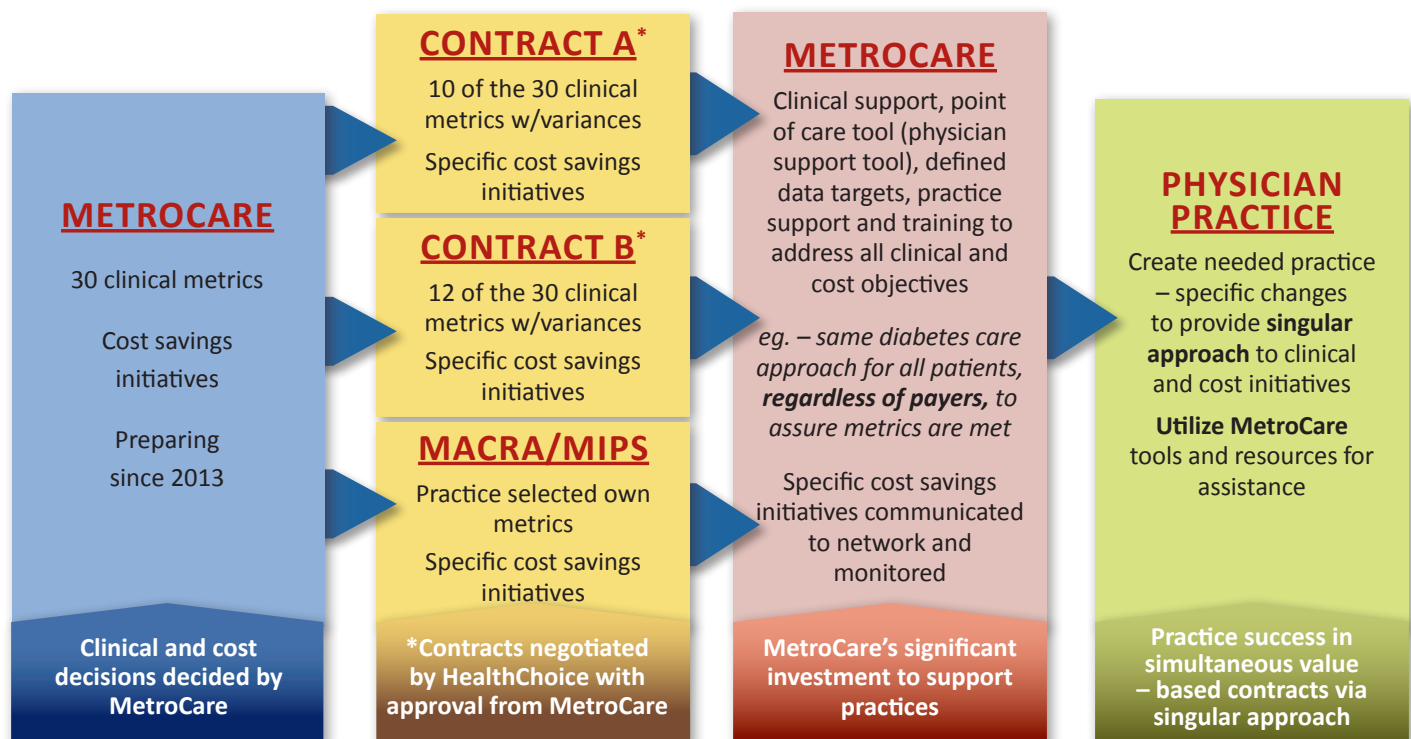 METROCARE
30 clinical metrics
Cost savings
initiatives
Preparing
since 2013
Clinical and cost
decisions decided by
MetroCare
CONTRACT A*
10 of the 30 clinical
metrics w/variances
Specific cost savings
initiatives
CONTRACT B*
12 of the 30 clinical
metrics w/variances
Specific cost savings
initiatives
MACRA/MIPS
Practice selected own
metrics
Specific cost savings
initiatives
*Contracts negotiated
by HealthChoice with
approval from MetroCare
METROCARE
Clinical support, point
of care tool (physician
support tool), defined
data targets, practice
support and training to
address all clinical and
cost objectives
eg. – same diabetes care
approach for all patients,
regardless of payers, to
assure metrics are met
Specific cost savings
initiatives communicated
to network and
monitored
MetroCare’s significant
investment to support
practices
PHYSICIAN
PRACTICE
Create needed practice
– specific changes
to provide singular
approach to clinical
and cost initiatives
Utilize MetroCare
tools and resources for
assistance
Practice success in
simultaneous value
– based contracts via
singular approach